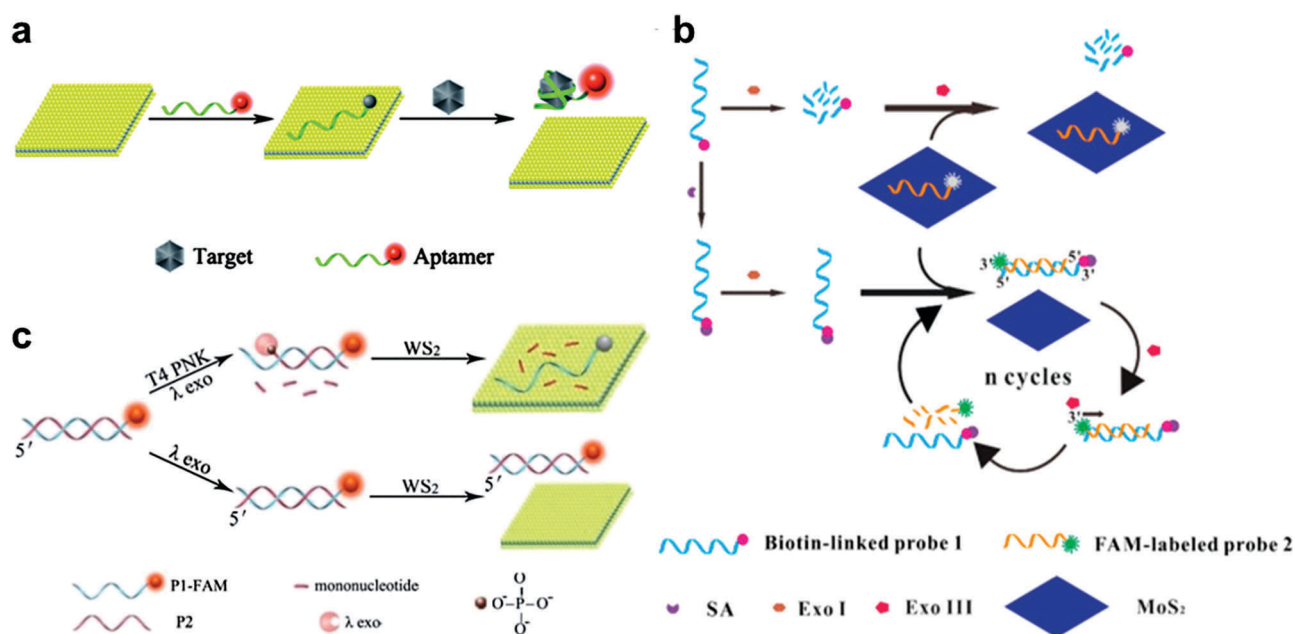 a
Target
Aptamer
b
3' 5'
5' 3'
n cycles
3'
Biotin-linked probe 1
FAM-labeled probe 2
SA
Exo I
Exo III
MoS₂
c
T4 PNK
λ exo
WS₂
5'
λ exo
5'
WS₂
5'
P1-FAM
mononucleotide
P2
λ exo
O
O⁻-P-O⁻
O⁻